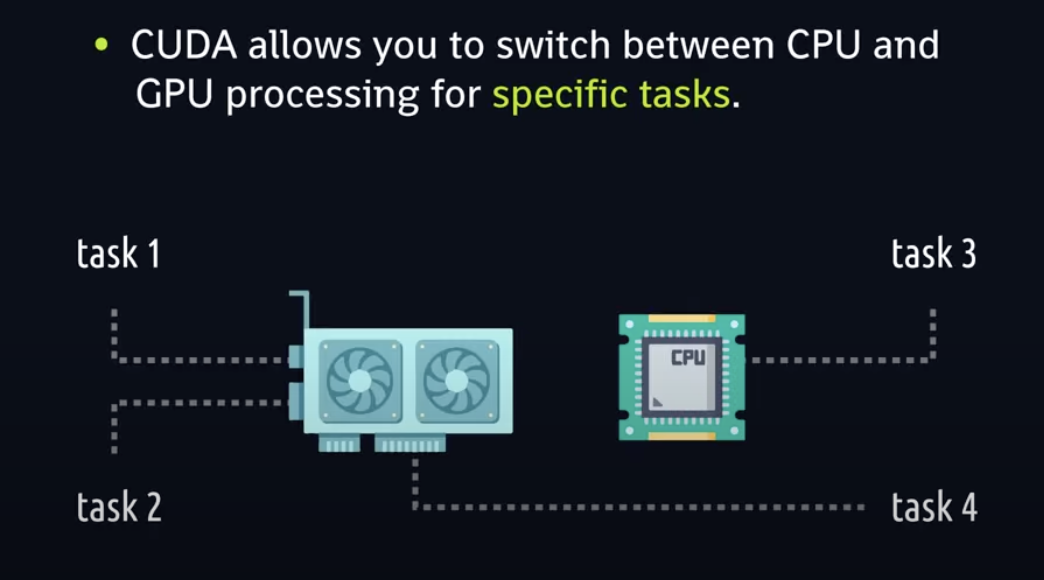 • CUDA allows you to switch between CPU and
GPU processing for specific tasks.
task 1
task 3
CPU
task 2
task 4